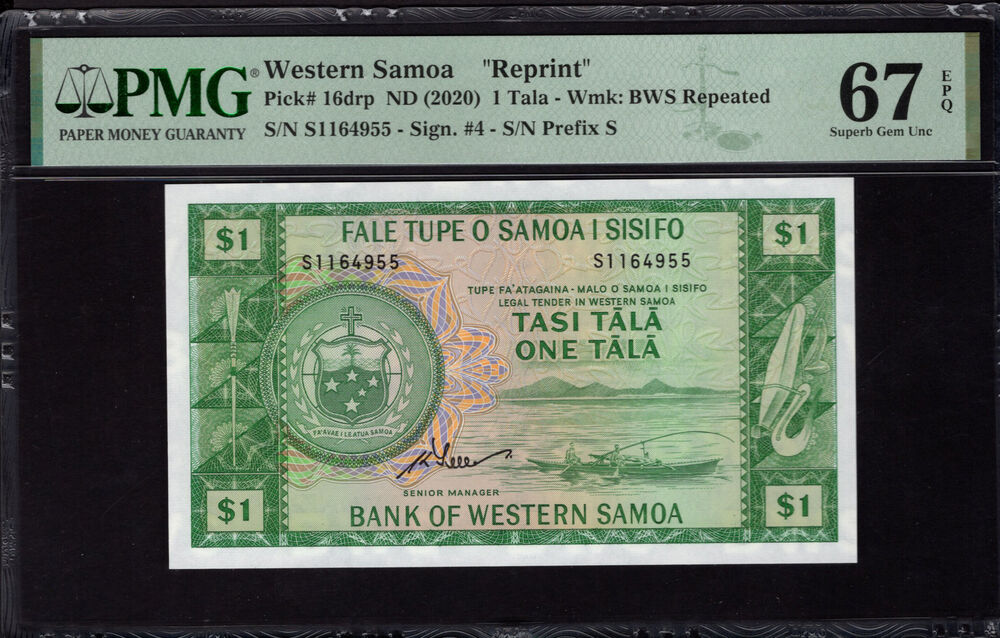 PMG®
PAPER MONEY GUARANTY
Western Samoa "Reprint"
Pick# 16drp ND (2020) 1 Tala - Wmk: BWS Repeated
S/N S1164955 - Sign. #4 - S/N Prefix S
67
EPQ
Superb Gem Unc
$1
FALE TUPE O SAMOA I SISIFO
$1
S1164955
S1164955
TUPE FA'ATAGAINA - MALO O SAMOA I SISIFO
LEGAL TENDER IN WESTERN SAMOA
TASI TĀLĀ
ONE TĀLĀ
FA'AVAE I LE ATUA SAMOA
SENIOR MANAGER
$1
BANK OF WESTERN SAMOA
$1